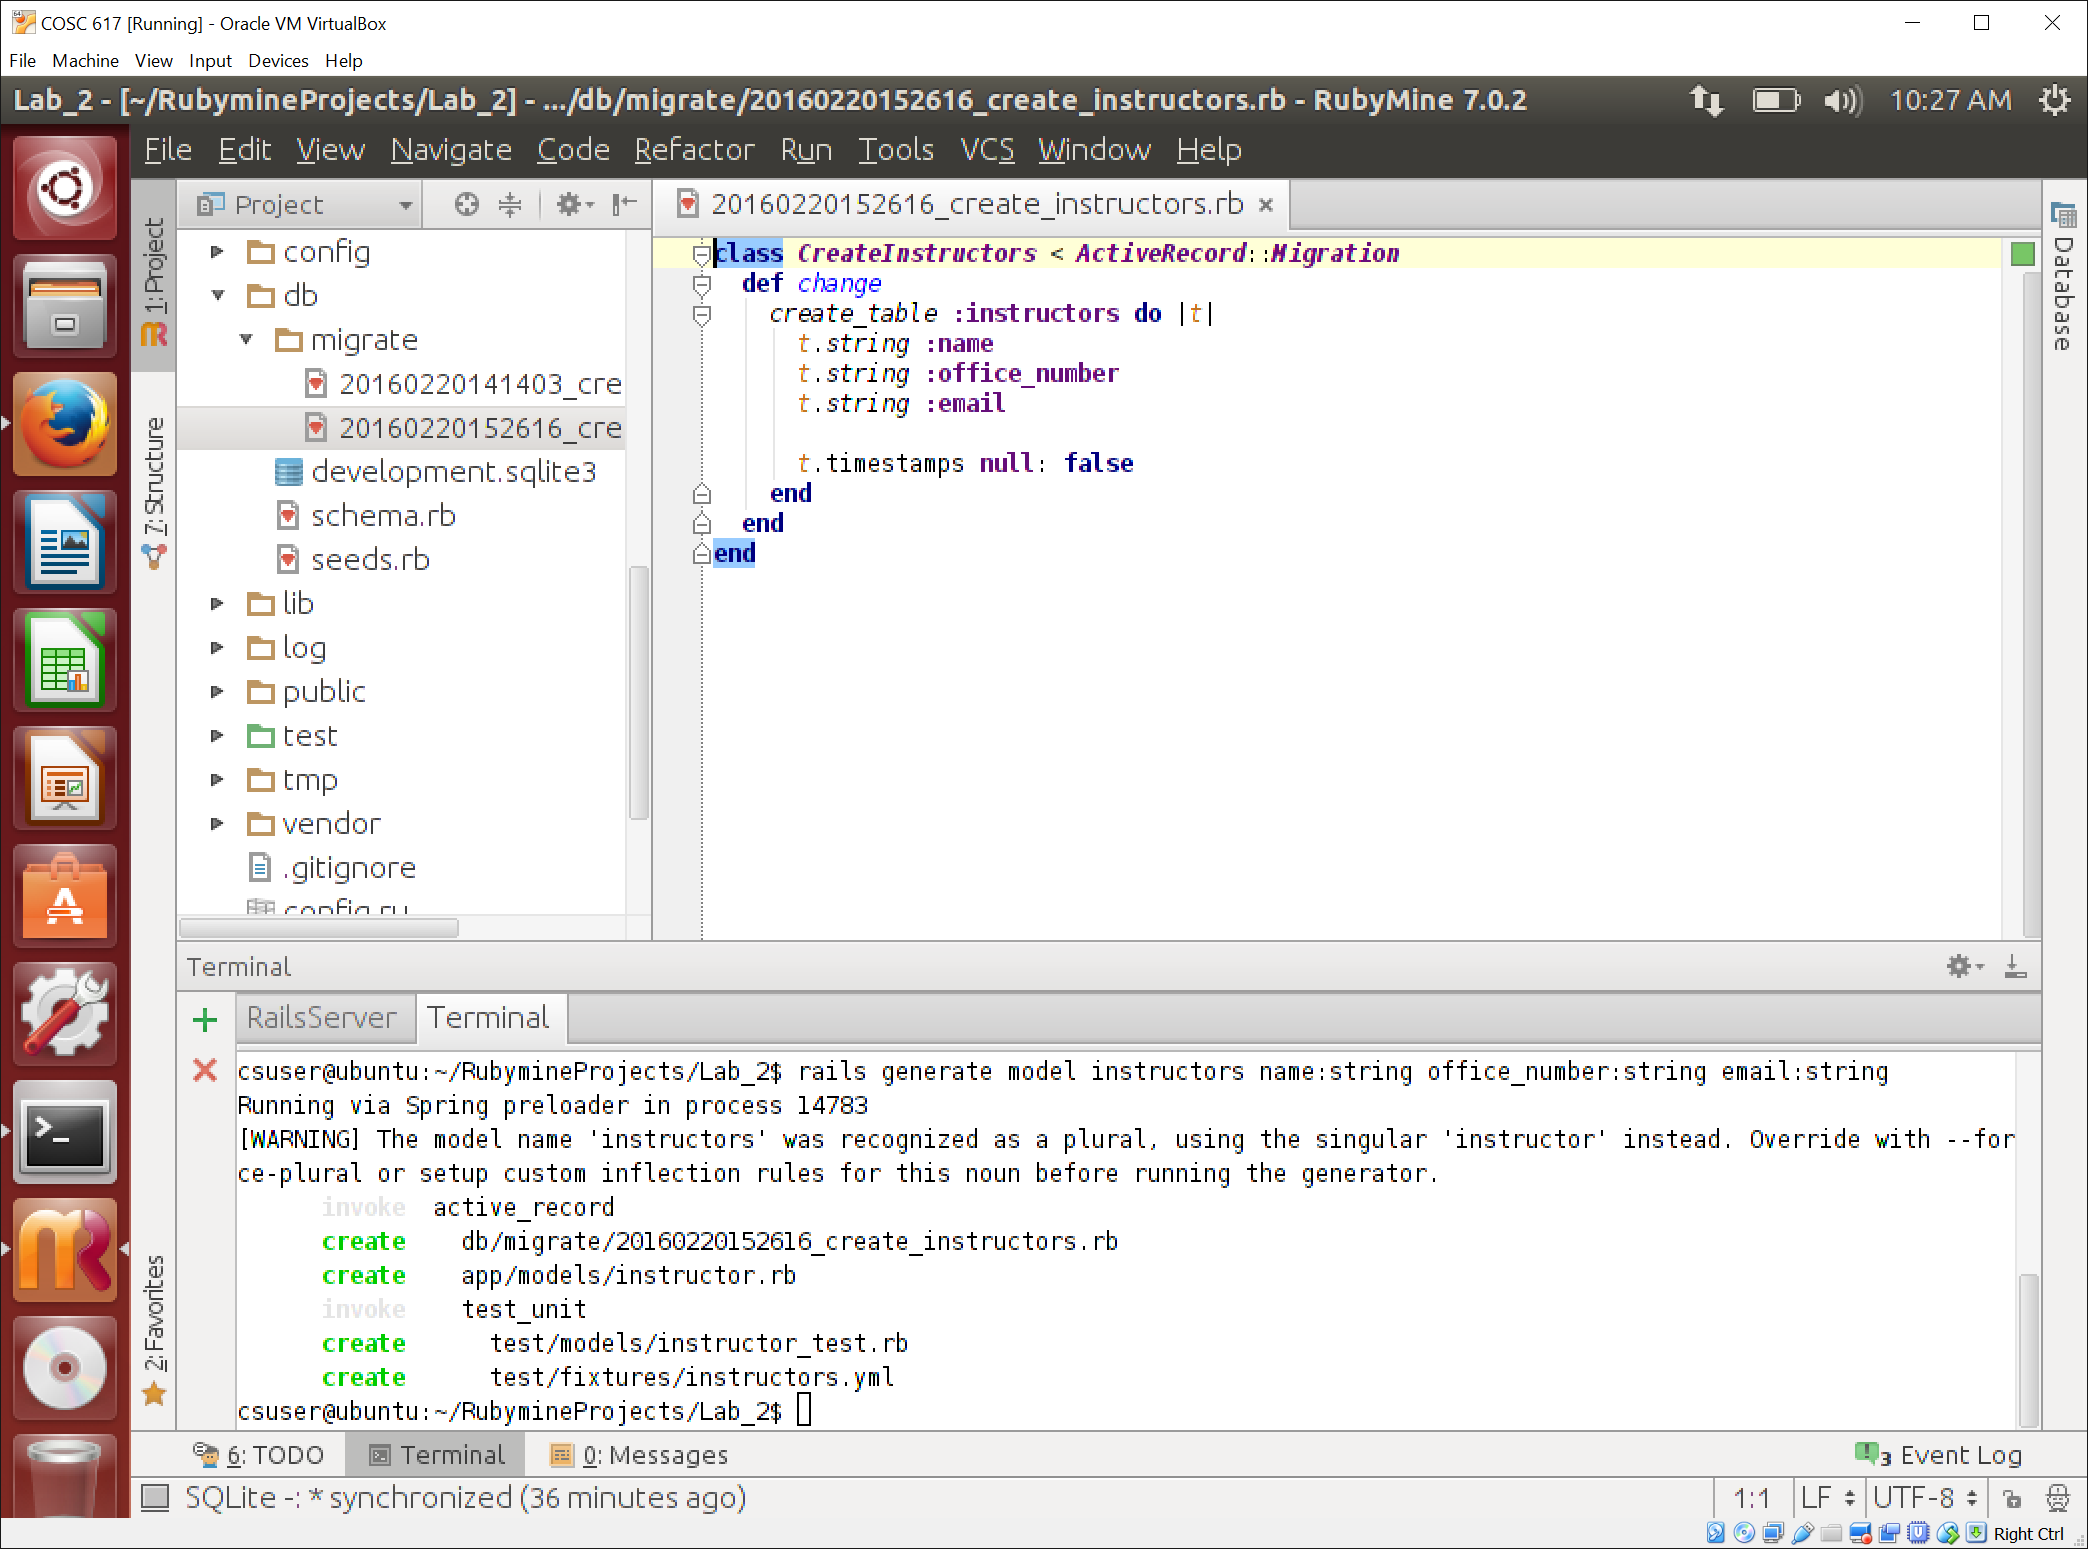 COSC 617 [Running] - Oracle VM VirtualBox
File Machine View Input Devices Help
Lab_2 - [~/RubymineProjects/Lab_2] - .../db/migrate/20160220152616_create_instructors.rb - RubyMine 7.0.2
10:27 AM
File Edit View Navigate Code Refactor Run Tools VCS Window Help
1: Project
7: Structure
2: Favorites
Project
config
db
migrate
20160220141403_cre
20160220152616_cre
development.sqlite3
schema.rb
seeds.rb
lib
log
public
test
tmp
vendor
.gitignore
config.ru
20160220152616_create_instructors.rb
class CreateInstructors < ActiveRecord::Migration
def change
create_table :instructors do |t|
t.string :name
t.string :office_number
t.string :email
t.timestamps null: false
end
end
end
Database
Terminal
RailsServer Terminal
csuser@ubuntu:~/RubymineProjects/Lab_2$ rails generate model instructors name:string office_number:string email:string
Running via Spring preloader in process 14783
[WARNING] The model name 'instructors' was recognized as a plural, using the singular 'instructor' instead. Override with --for
ce-plural or setup custom inflection rules for this noun before running the generator.
invoke active_record
create db/migrate/20160220152616_create_instructors.rb
create app/models/instructor.rb
invoke test_unit
create test/models/instructor_test.rb
create test/fixtures/instructors.yml
csuser@ubuntu:~/RubymineProjects/Lab_2$
6: TODO Terminal 0: Messages 3 Event Log
SQLite -: * synchronized (36 minutes ago) 1:1 LF UTF-8
Right Ctrl